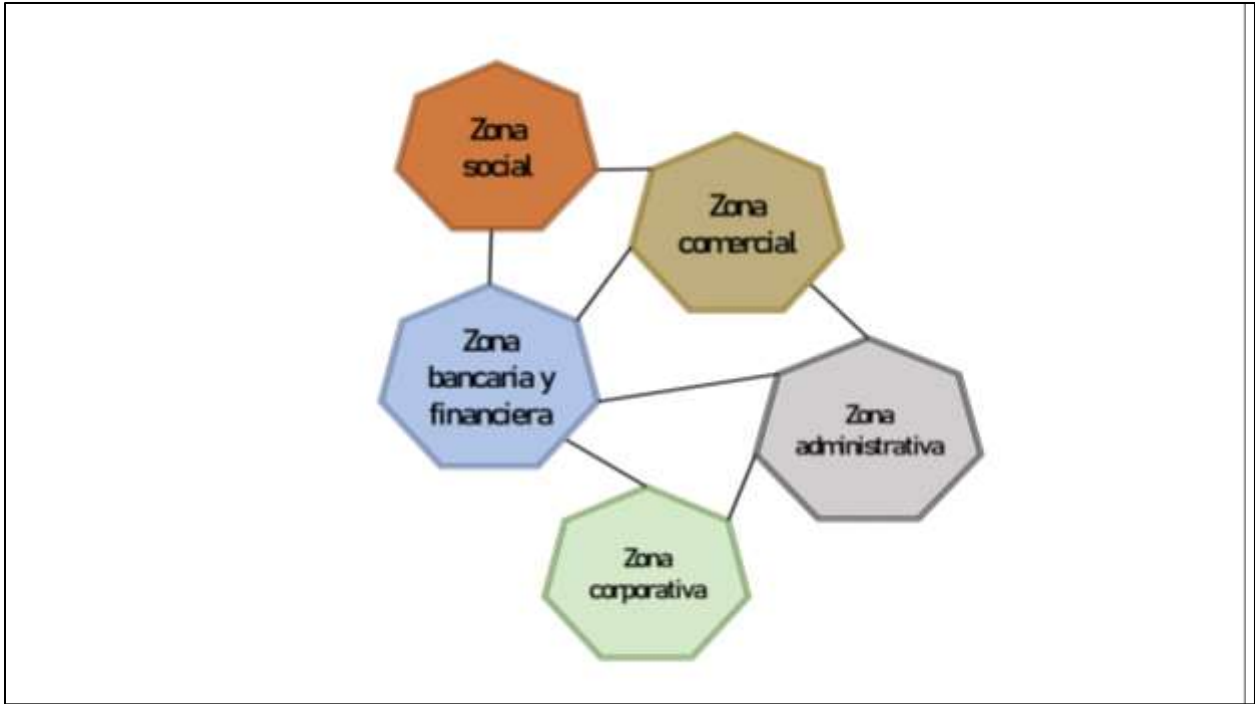 Zona
social
Zona
comercial
Zona
bancaria y
financiera
Zona
administrativa
Zona
corporativa